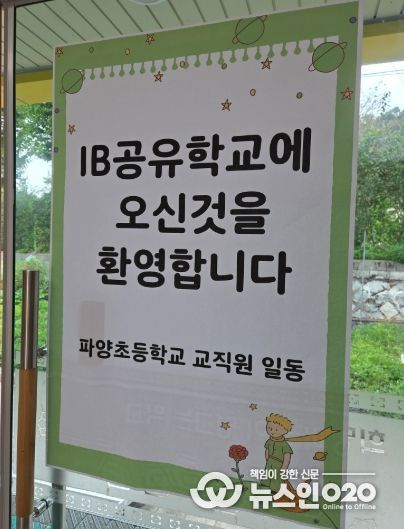 IB공유학교에
오신것을
환영합니다
파양초등학교 교직원 일동
책임이 강한 신문
뉴스인020
Online to Offline